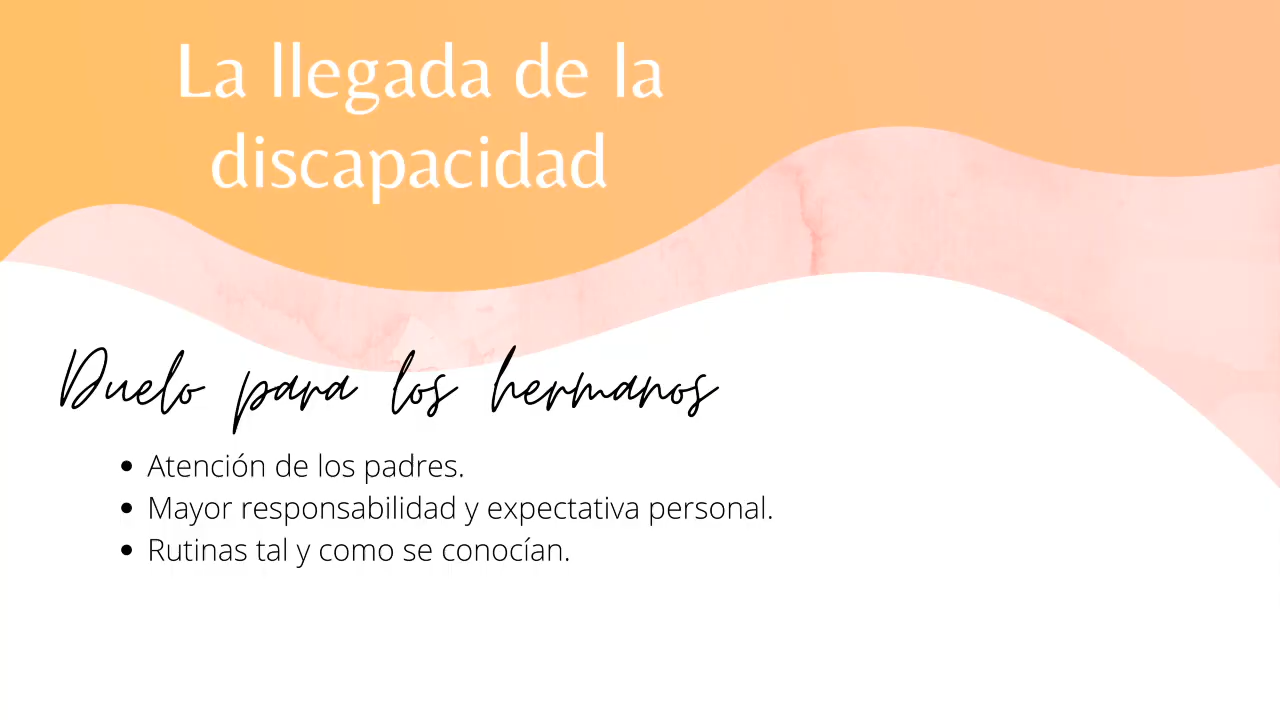 La llegada de la
discapacidad
Duelo para los hermanos
Atención de los padres.
Mayor responsabilidad y expectativa personal.
Rutinas tal y como se conocían.